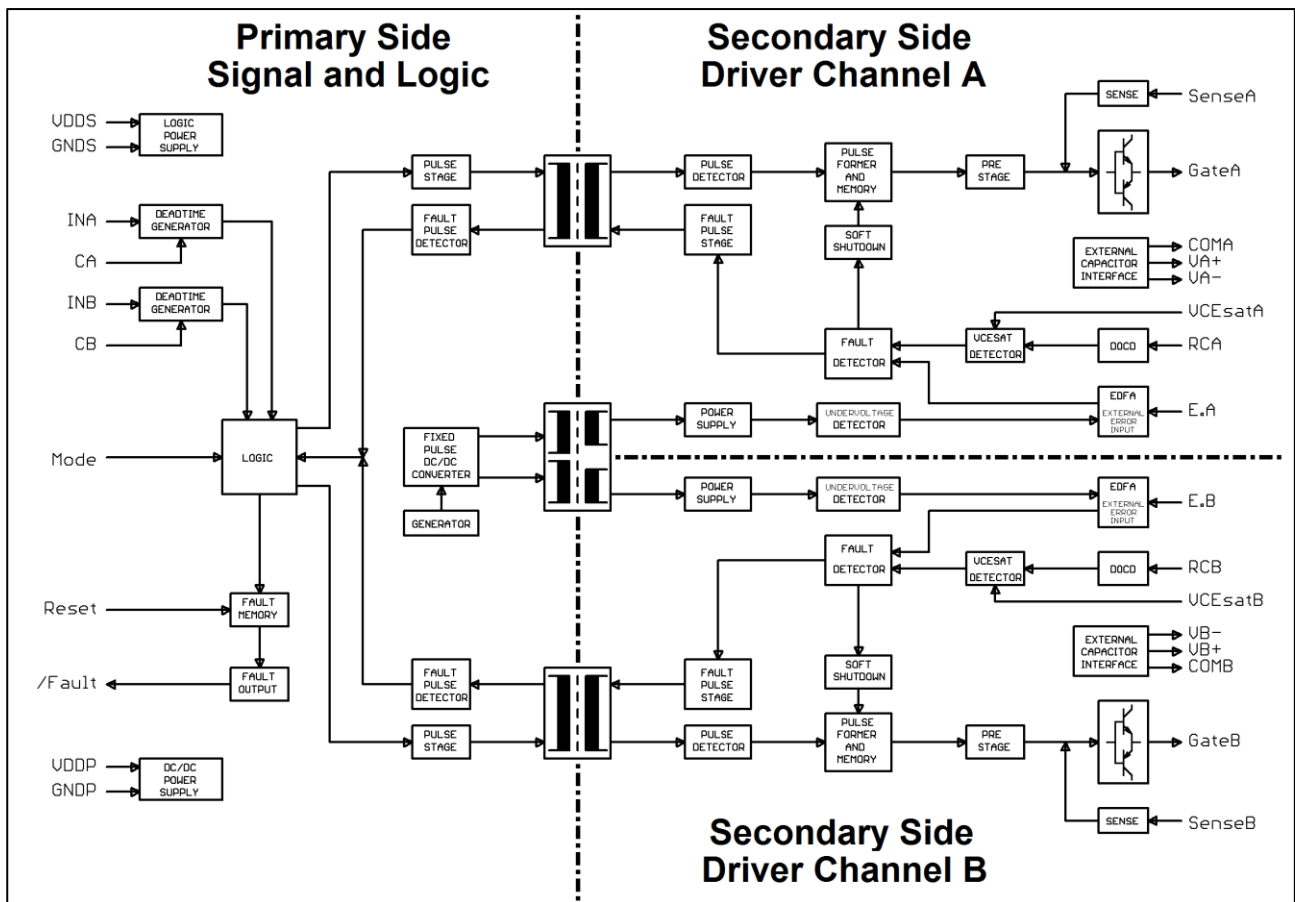 Primary Side
Signal and Logic
Secondary Side
Driver Channel A
VDDS
GNDS
LOGIC
POWER
SUPPLY
INA
DEADTIME
GENERATOR
CA
INB
DEADTIME
GENERATOR
CB
Mode
LOGIC
Reset
FAULT
MEMORY
/Fault
FAULT
OUTPUT
VDDP
GNDP
DC/DC
POWER
SUPPLY
PULSE
STAGE
FAULT
PULSE
DETECTOR
FIXED
PULSE
DC/DC
CONVERTER
GENERATOR
FAULT
PULSE
DETECTOR
PULSE
STAGE
PULSE
DETECTOR
PULSE
FORMER
AND
MEMORY
PRE
STAGE
SENSE
SenseA
GateA
FAULT
PULSE
STAGE
SOFT
SHUTDOWN
EXTERNAL
CAPACITOR
INTERFACE
COMA
VA+
VA-
VCEsatA
FAULT
DETECTOR
VCESAT
DETECTOR
DOCD
RCA
POWER
SUPPLY
UNDERVOLTAGE
DETECTOR
EDFA
EXTERNAL
ERROR
INPUT
E.A
POWER
SUPPLY
UNDERVOLTAGE
DETECTOR
EDFA
EXTERNAL
ERROR
INPUT
E.B
FAULT
DETECTOR
VCESAT
DETECTOR
DOCD
RCB
VCEsatB
FAULT
PULSE
STAGE
SOFT
SHUTDOWN
EXTERNAL
CAPACITOR
INTERFACE
VB-
VB+
COMB
PULSE
DETECTOR
PULSE
FORMER
AND
MEMORY
PRE
STAGE
GateB
SENSE
SenseB
Secondary Side
Driver Channel B